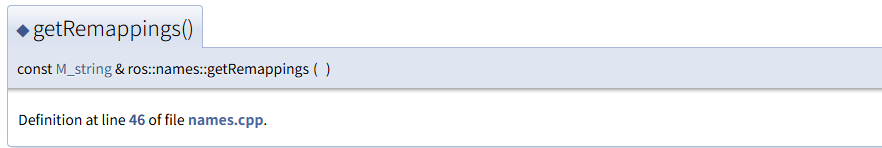 ◆ getRemappings()
const M_string & ros::names::getRemappings ( )
Definition at line 46 of file names.cpp.